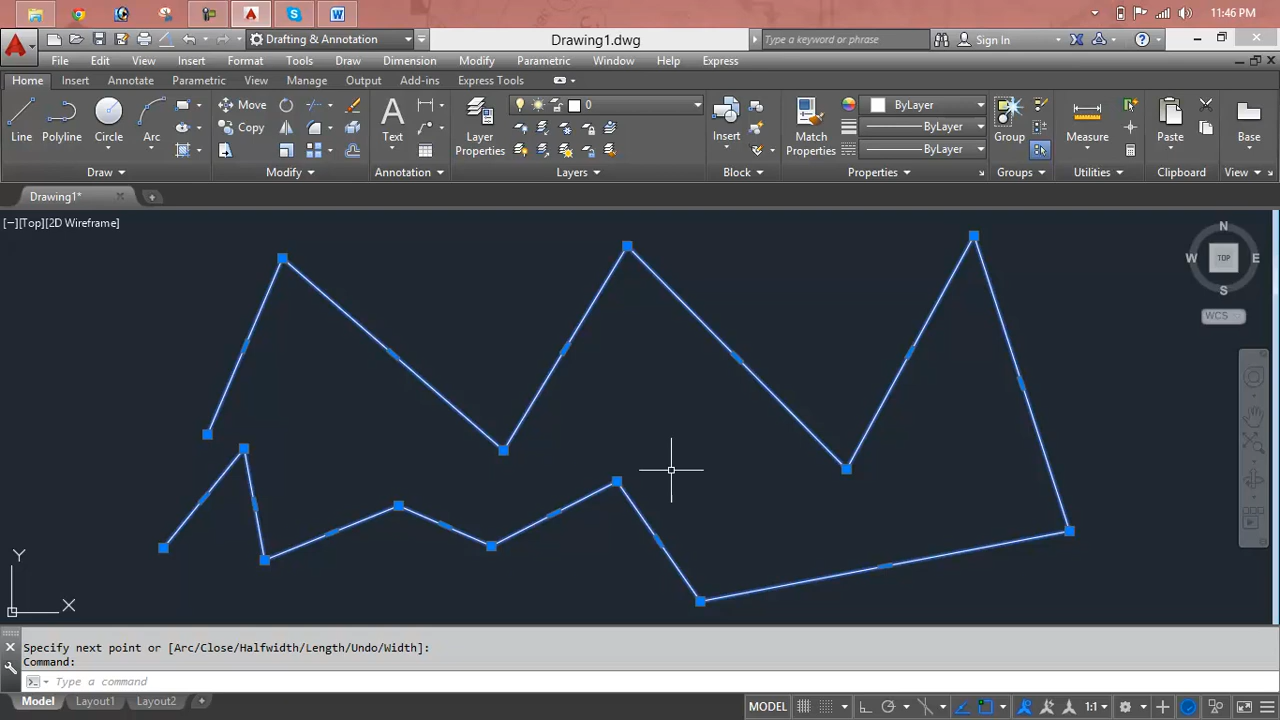 11:46 PM
Drafting & Annotation
Drawing1.dwg
Type a keyword or phrase
Sign In
File Edit View Insert Format Tools Draw Dimension Modify Parametric Window Help Express
Home Insert Annotate Parametric View Manage Output Add-ins Express Tools
Line Polyline Circle Arc
Move
Copy
Text
Layer Properties
0
Insert
Match Properties
ByLayer
ByLayer
ByLayer
Group
Measure
Paste
Base
Draw Modify Annotation Layers Block Properties Groups Utilities Clipboard View
Drawing1*
[−][Top][2D Wireframe]
N
W TOP E
S
WCS
Y
X
Specify next point or [Arc/Close/Halfwidth/Length/Undo/Width]:
Command:
Type a command
Model Layout1 Layout2
MODEL
1:1